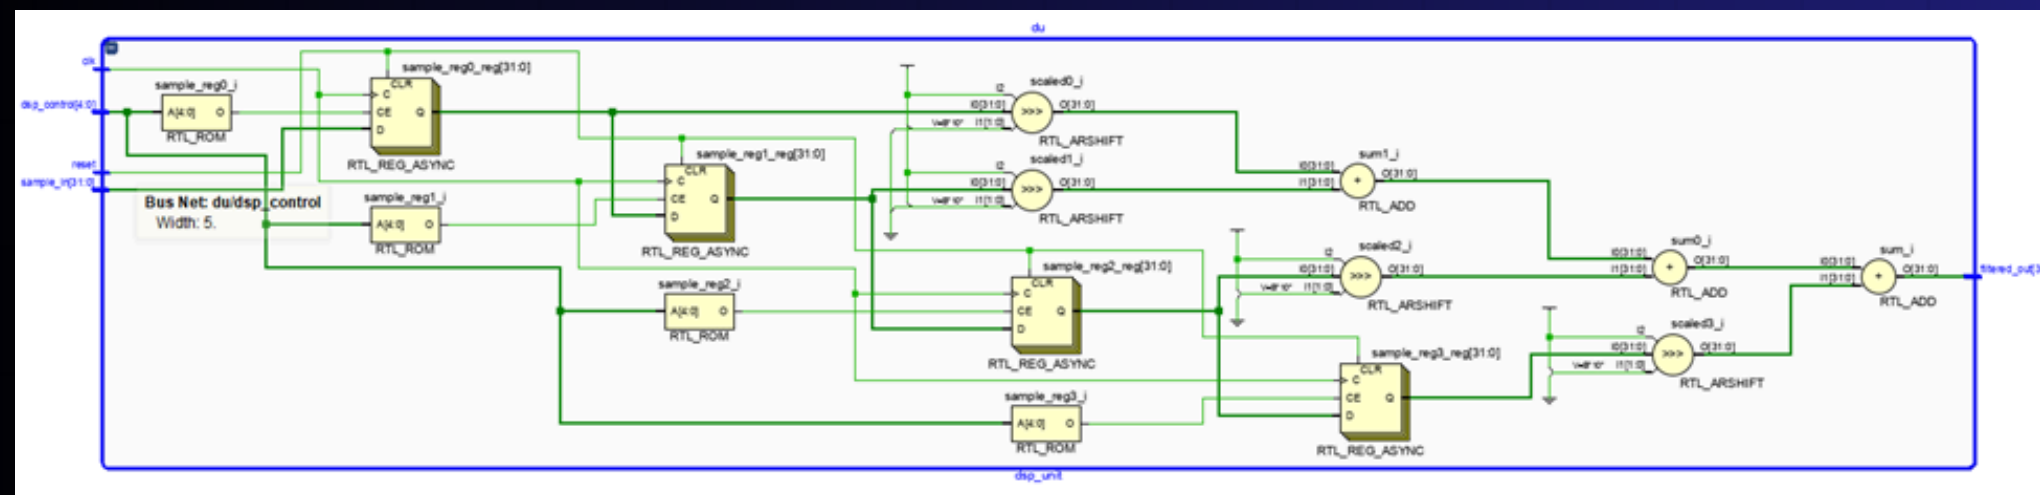 du
clk
dsp_control[4:0]
reset
sample_in[31:0]
sample_reg0_i
A[4:0] O
RTL_ROM
sample_reg0_reg[31:0]
CLR
C
CE Q
D
RTL_REG_ASYNC
Bus Net: du/dsp_control
Width: 5.
sample_reg1_i
A[4:0] O
RTL_ROM
sample_reg1_reg[31:0]
CLR
C
CE Q
D
RTL_REG_ASYNC
sample_reg2_i
A[4:0] O
RTL_ROM
sample_reg2_reg[31:0]
CLR
C
CE Q
D
RTL_REG_ASYNC
sample_reg3_i
A[4:0] O
RTL_ROM
sample_reg3_reg[31:0]
CLR
C
CE Q
D
RTL_REG_ASYNC
scaled0_i
I2
I0[31:0] >>> O[31:0]
I1[1:0]
RTL_ARSHIFT
scaled1_i
I2
I0[31:0] >>> O[31:0]
I1[1:0]
RTL_ARSHIFT
scaled2_i
I2
I0[31:0] >>> O[31:0]
I1[1:0]
RTL_ARSHIFT
scaled3_i
I2
I0[31:0] >>> O[31:0]
I1[1:0]
RTL_ARSHIFT
sum1_i
I0[31:0] O[31:0]
I1[31:0] +
RTL_ADD
sum0_i
I0[31:0] O[31:0]
I1[31:0] +
RTL_ADD
sum_i
I0[31:0] O[31:0]
I1[31:0] +
RTL_ADD
filtered_out[3
dsp_unit